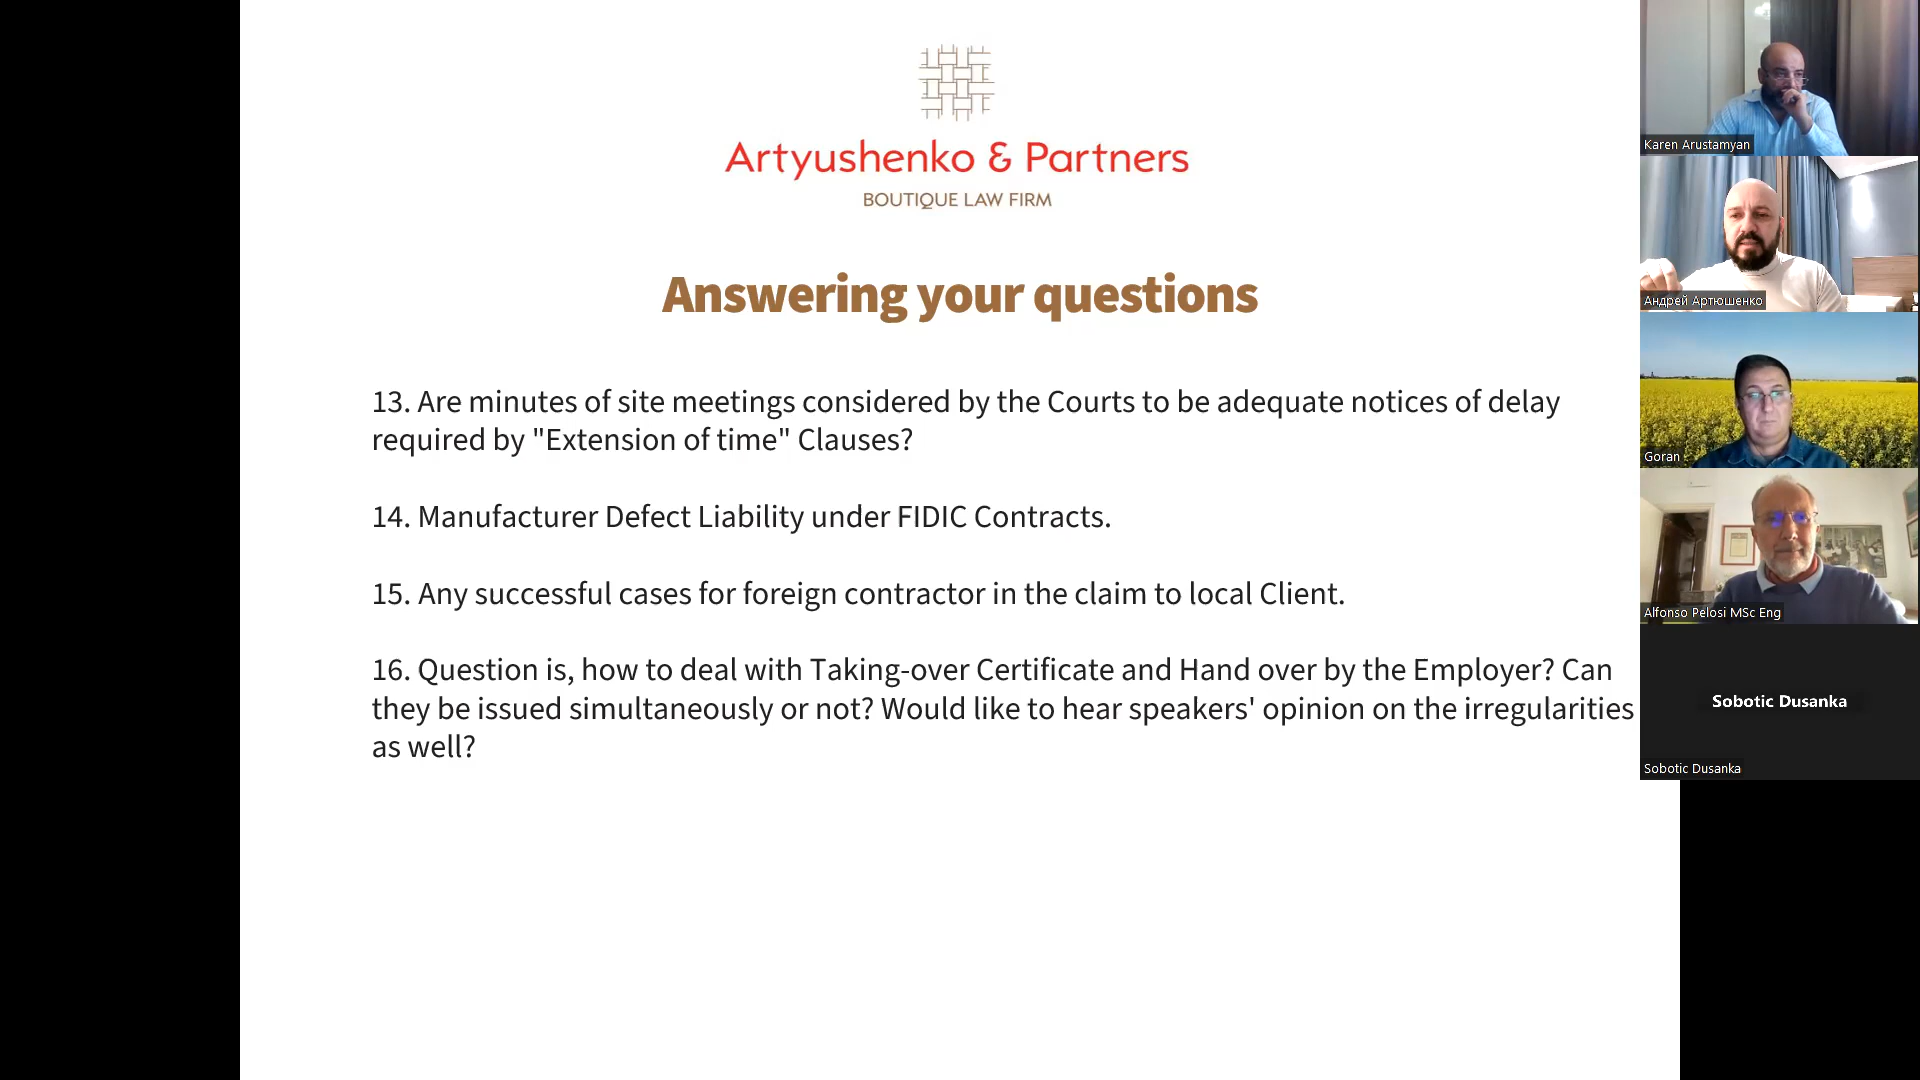 Artyushenko & Partners
BOUTIQUE LAW FIRM
Answering your questions
13. Are minutes of site meetings considered by the Courts to be adequate notices of delay
required by "Extension of time" Clauses?
14. Manufacturer Defect Liability under FIDIC Contracts.
15. Any successful cases for foreign contractor in the claim to local Client.
16. Question is, how to deal with Taking-over Certificate and Hand over by the Employer? Can
they be issued simultaneously or not? Would like to hear speakers' opinion on the irregularities
as well?
Karen Arustamyan
Андрей Артюшенко
Goran
Alfonso Pelosi MSc Eng
Sobotic Dusanka
Sobotic Dusanka